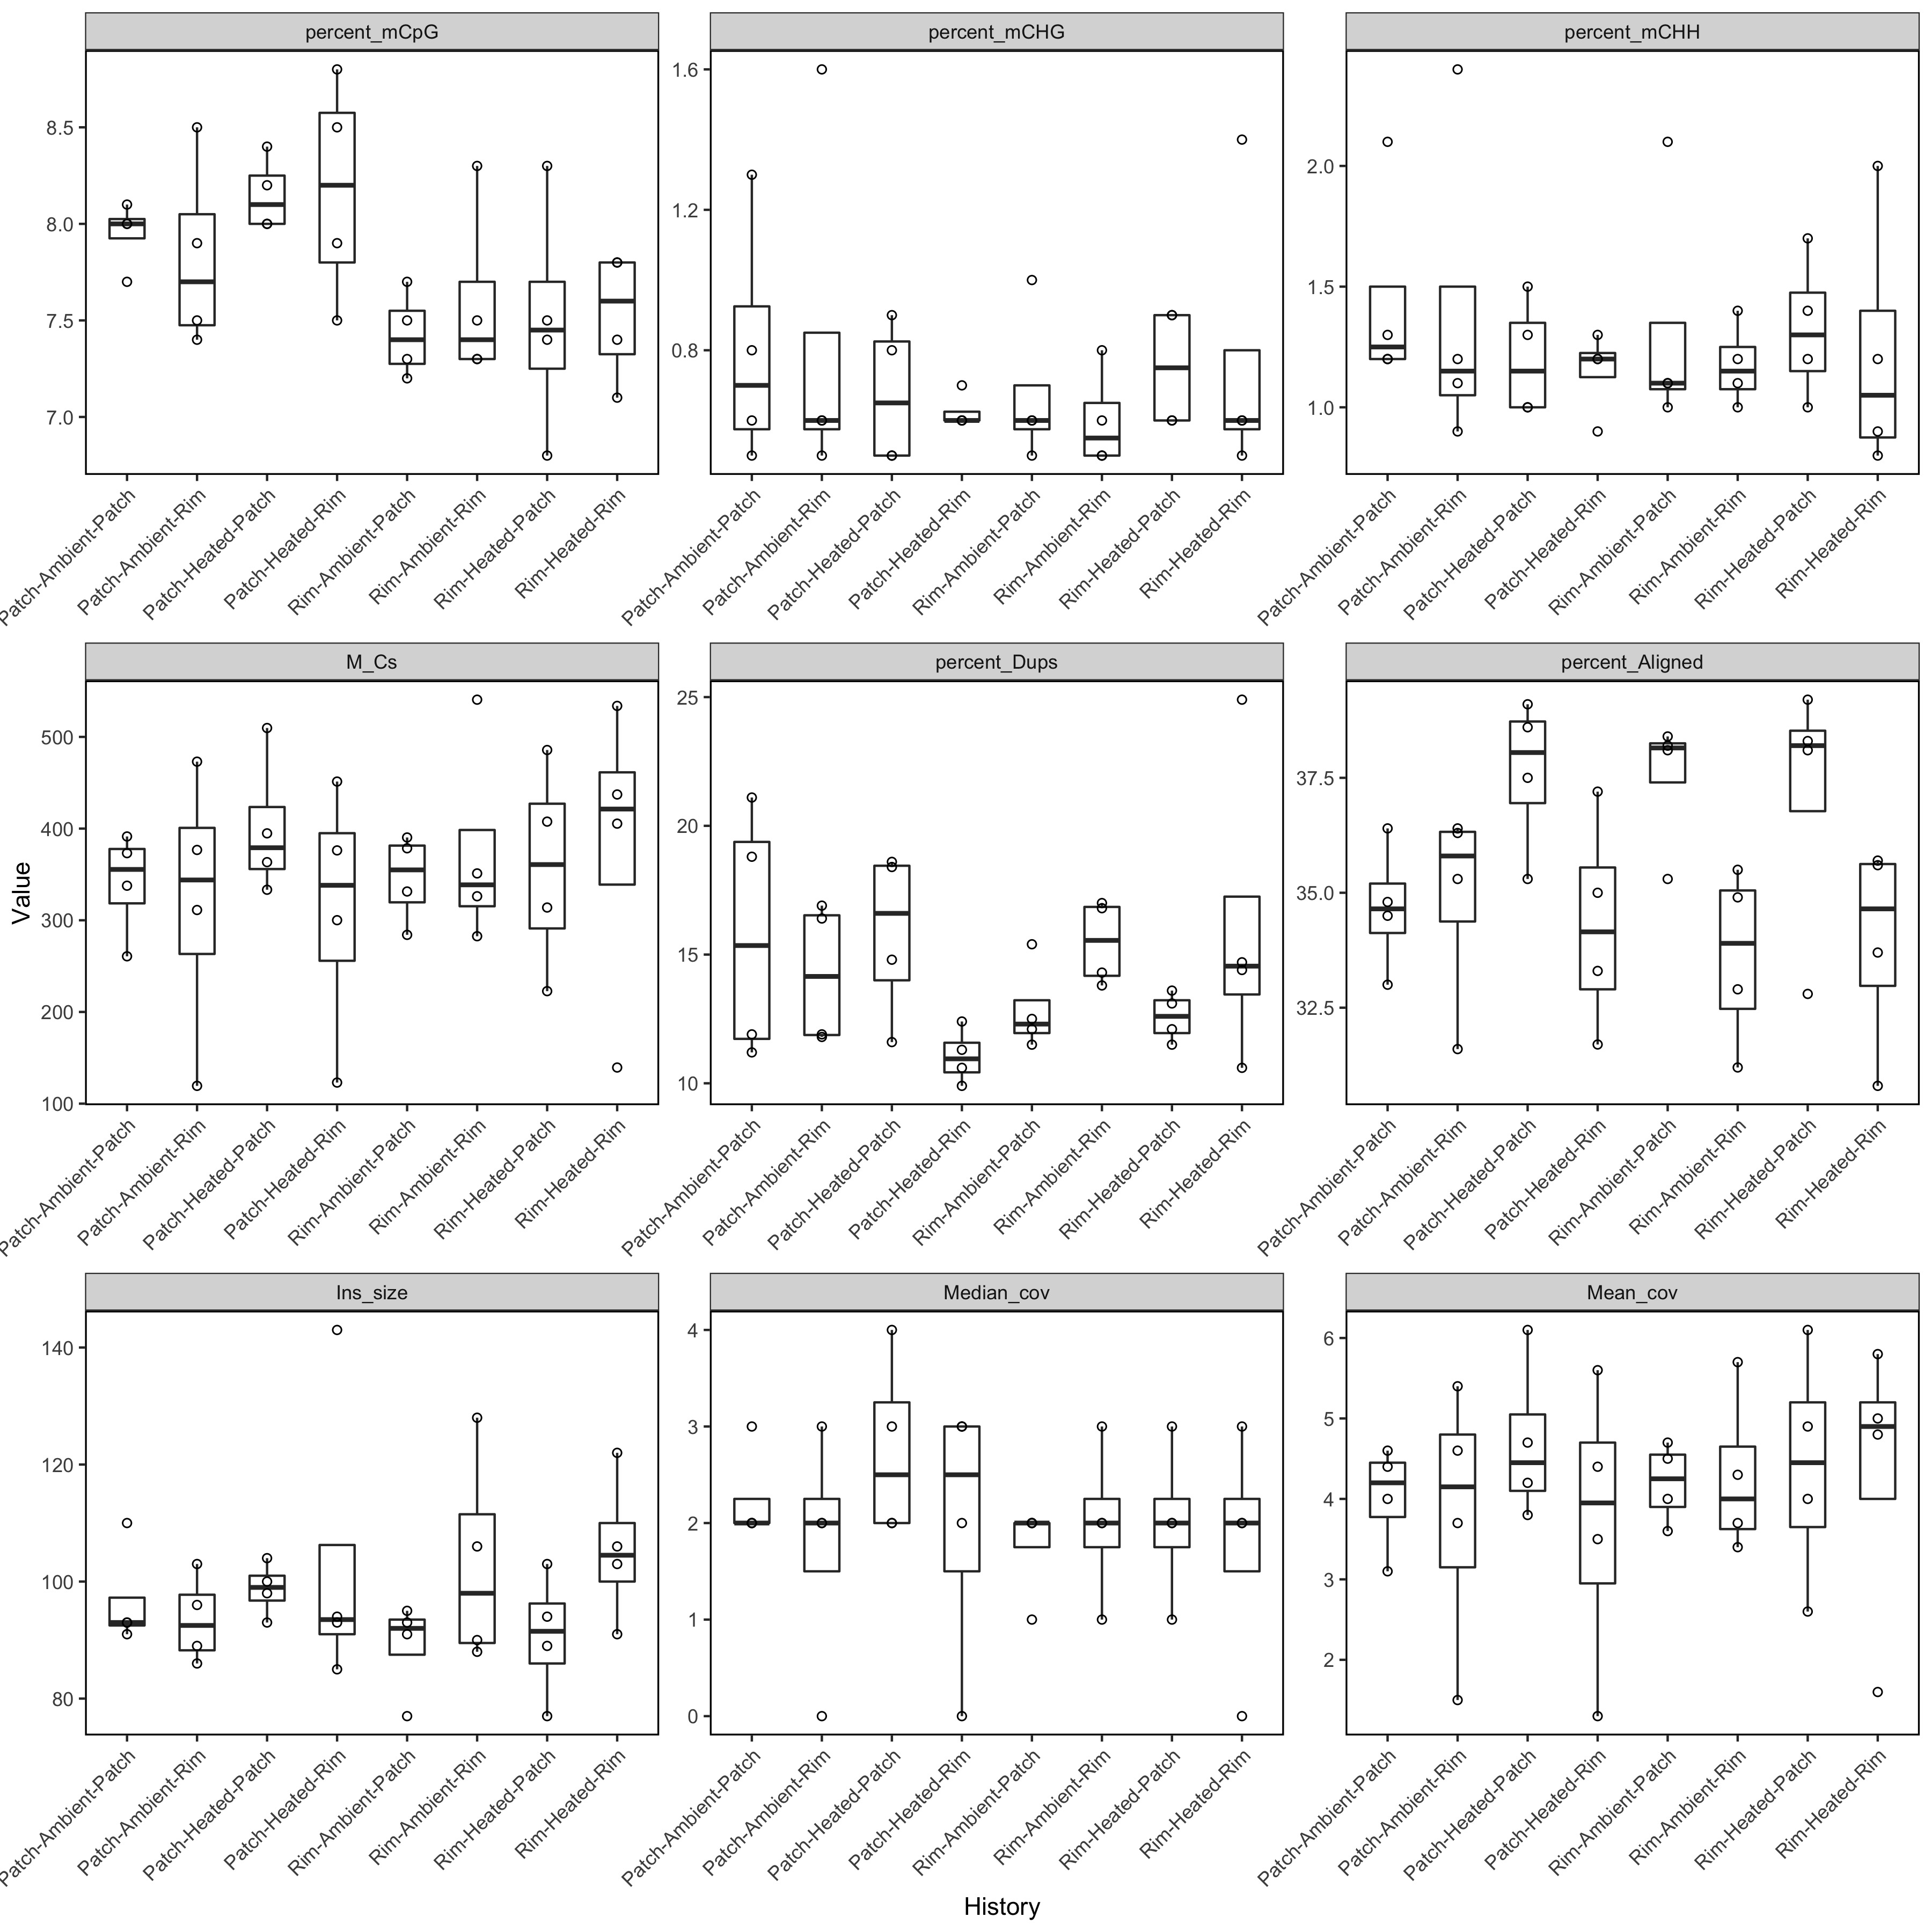 percent_mCpG percent_mCHG percent_mCHH
8.5
8.0
7.5
7.0
1.6
1.2
0.8
2.0
1.5
1.0
Patch-Ambient-Patch
Patch-Ambient-Rim
Patch-Heated-Patch
Patch-Heated-Rim
Rim-Ambient-Patch
Rim-Ambient-Rim
Rim-Heated-Patch
Rim-Heated-Rim
Patch-Ambient-Patch
Patch-Ambient-Rim
Patch-Heated-Patch
Patch-Heated-Rim
Rim-Ambient-Patch
Rim-Ambient-Rim
Rim-Heated-Patch
Rim-Heated-Rim
Patch-Ambient-Patch
Patch-Ambient-Rim
Patch-Heated-Patch
Patch-Heated-Rim
Rim-Ambient-Patch
Rim-Ambient-Rim
Rim-Heated-Patch
Rim-Heated-Rim
M_Cs percent_Dups percent_Aligned
Value
500
400
300
200
100
25
20
15
10
37.5
35.0
32.5
Patch-Ambient-Patch
Patch-Ambient-Rim
Patch-Heated-Patch
Patch-Heated-Rim
Rim-Ambient-Patch
Rim-Ambient-Rim
Rim-Heated-Patch
Rim-Heated-Rim
Patch-Ambient-Patch
Patch-Ambient-Rim
Patch-Heated-Patch
Patch-Heated-Rim
Rim-Ambient-Patch
Rim-Ambient-Rim
Rim-Heated-Patch
Rim-Heated-Rim
Patch-Ambient-Patch
Patch-Ambient-Rim
Patch-Heated-Patch
Patch-Heated-Rim
Rim-Ambient-Patch
Rim-Ambient-Rim
Rim-Heated-Patch
Rim-Heated-Rim
Ins_size Median_cov Mean_cov
140
120
100
80
4
3
2
1
0
6
5
4
3
2
Patch-Ambient-Patch
Patch-Ambient-Rim
Patch-Heated-Patch
Patch-Heated-Rim
Rim-Ambient-Patch
Rim-Ambient-Rim
Rim-Heated-Patch
Rim-Heated-Rim
Patch-Ambient-Patch
Patch-Ambient-Rim
Patch-Heated-Patch
Patch-Heated-Rim
Rim-Ambient-Patch
Rim-Ambient-Rim
Rim-Heated-Patch
Rim-Heated-Rim
Patch-Ambient-Patch
Patch-Ambient-Rim
Patch-Heated-Patch
Patch-Heated-Rim
Rim-Ambient-Patch
Rim-Ambient-Rim
Rim-Heated-Patch
Rim-Heated-Rim
History